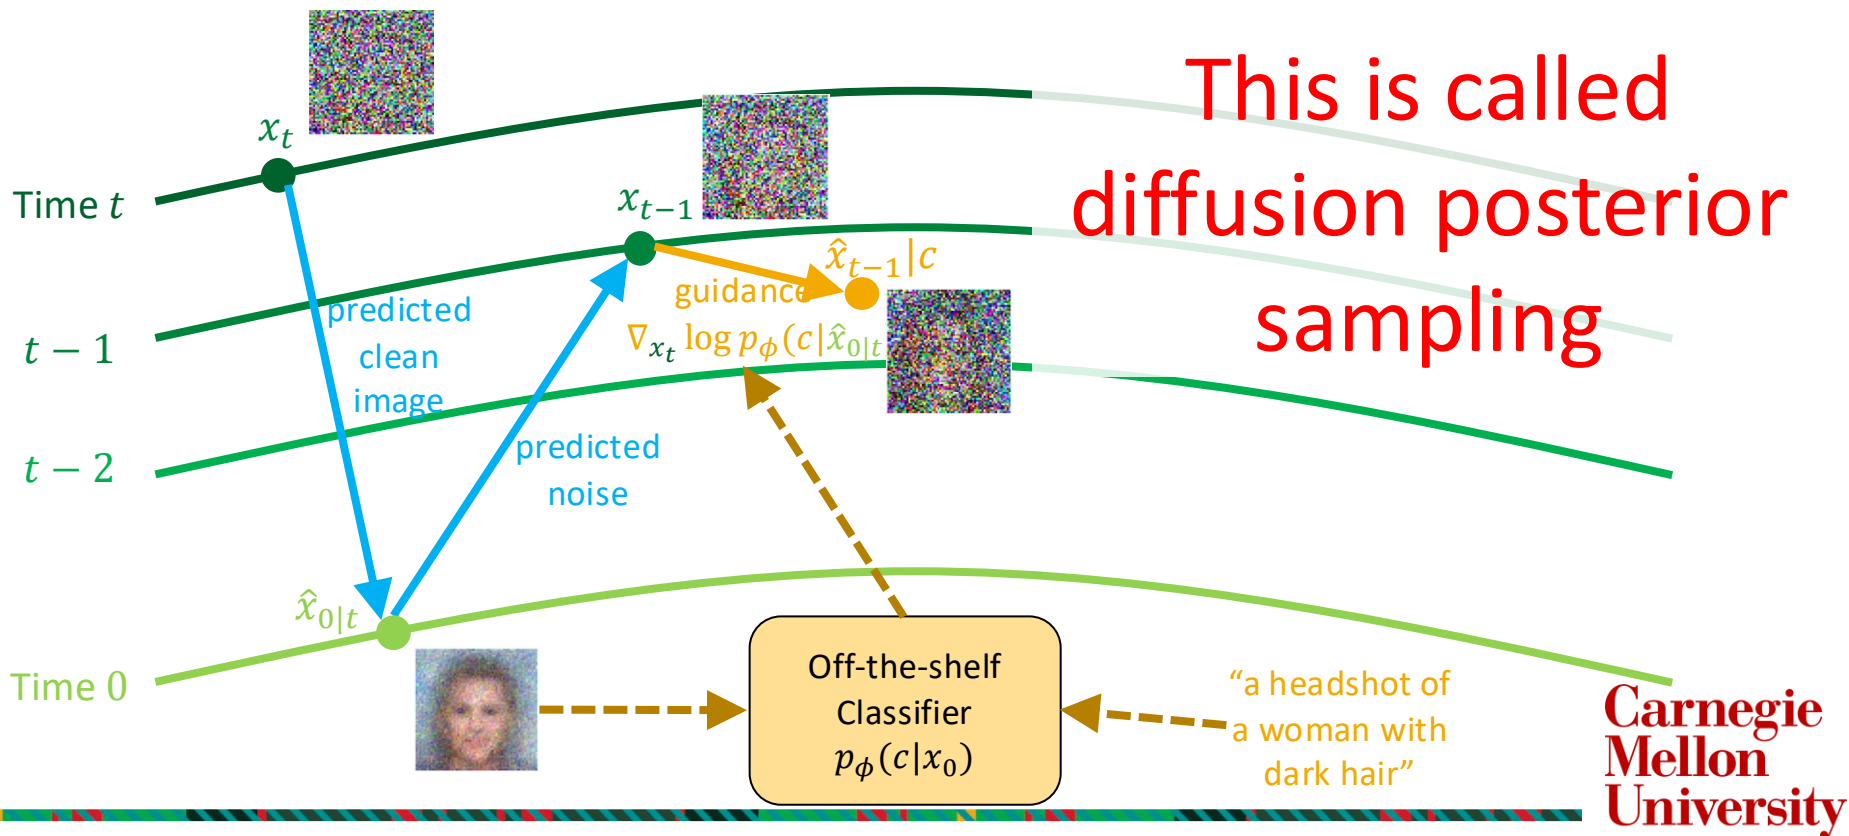 This is called
diffusion posterior
sampling
x_t
Time t
x_{t−1}
x̂_{t−1}|c
guidance
∇_{x_t} log p_ϕ(c|x̂_{0|t}
t − 1
predicted
clean
image
t − 2
predicted
noise
x̂_{0|t}
Time 0
Off-the-shelf
Classifier
p_ϕ(c|x_0)
“a headshot of
a woman with
dark hair”
Carnegie
Mellon
University